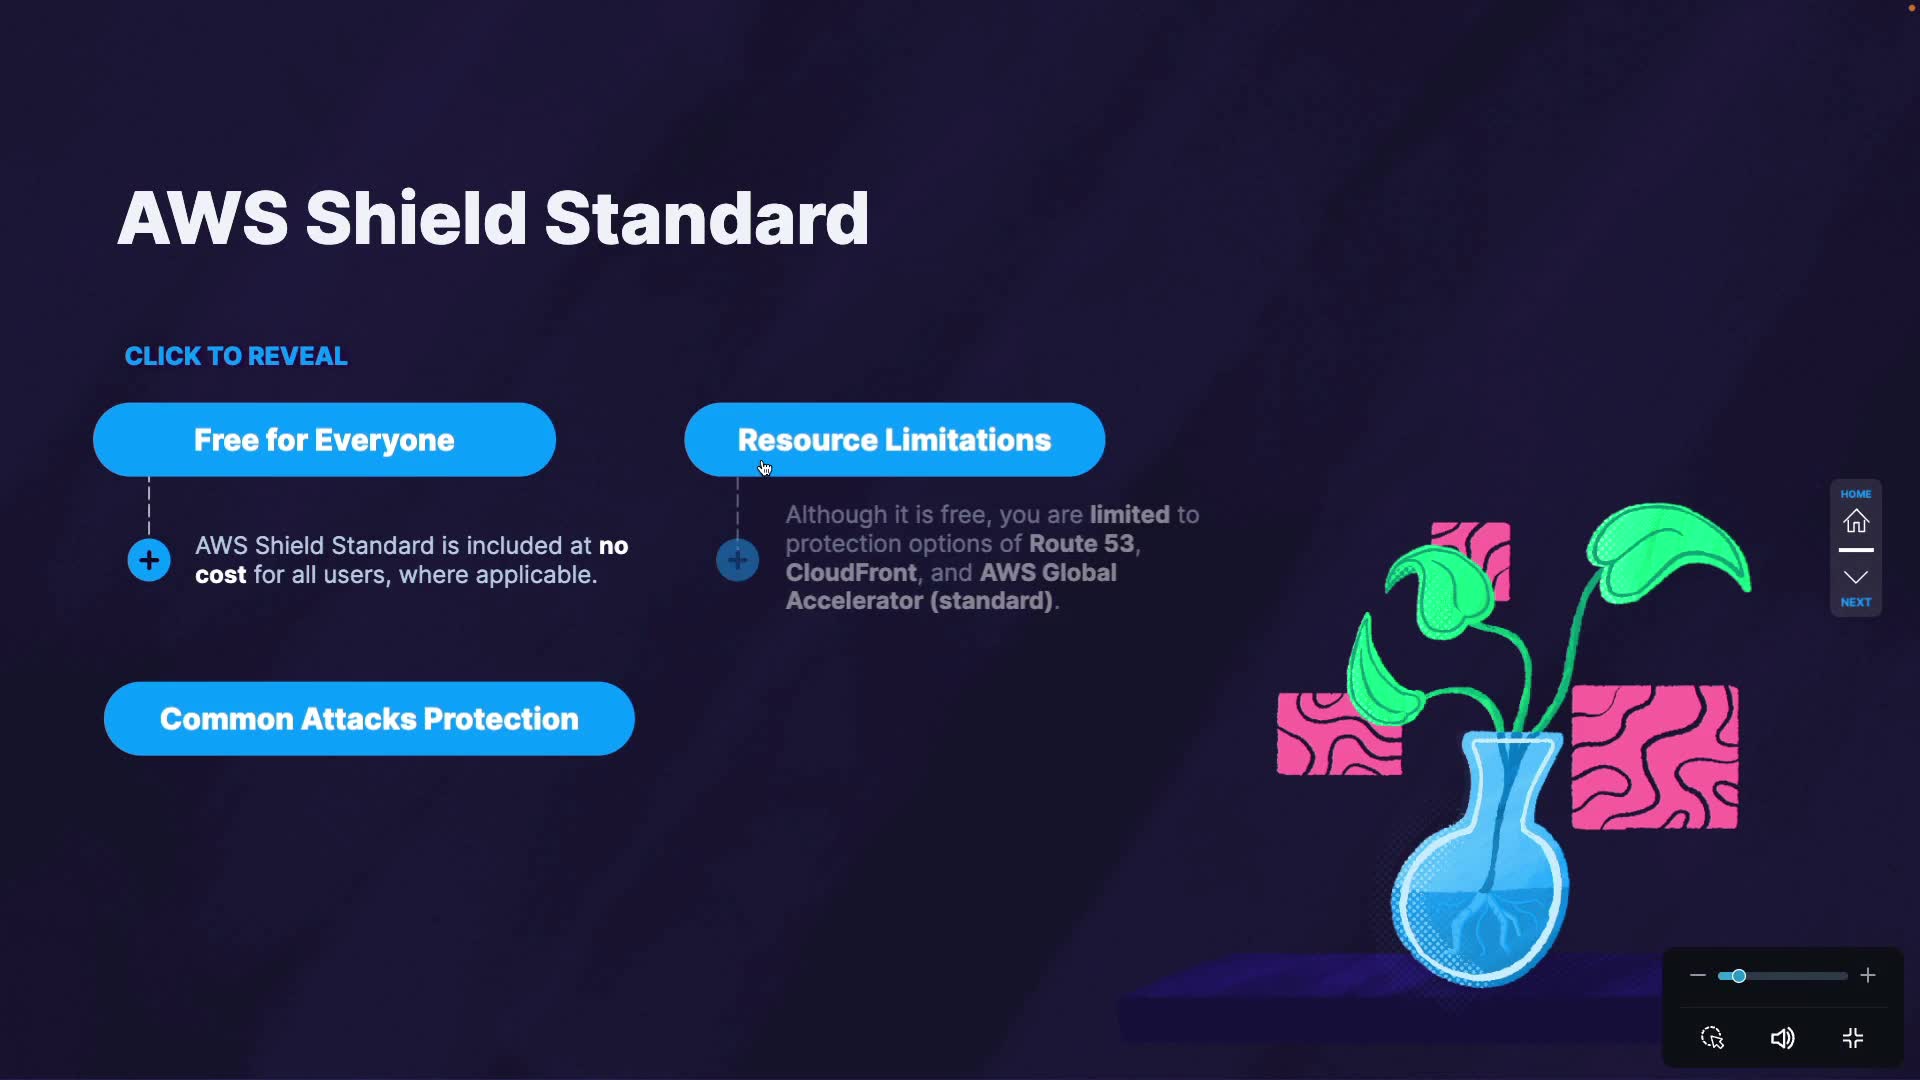 AWS Shield Standard
CLICK TO REVEAL
Free for Everyone
AWS Shield Standard is included at no
cost for all users, where applicable.
Resource Limitations
Although it is free, you are limited to
protection options of Route 53,
CloudFront, and AWS Global
Accelerator (standard).
Common Attacks Protection
HOME
NEXT